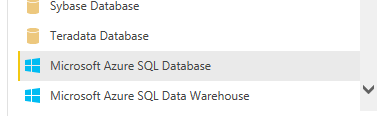 Sybase Database
Teradata Database
Microsoft Azure SQL Database
Microsoft Azure SQL Data Warehouse